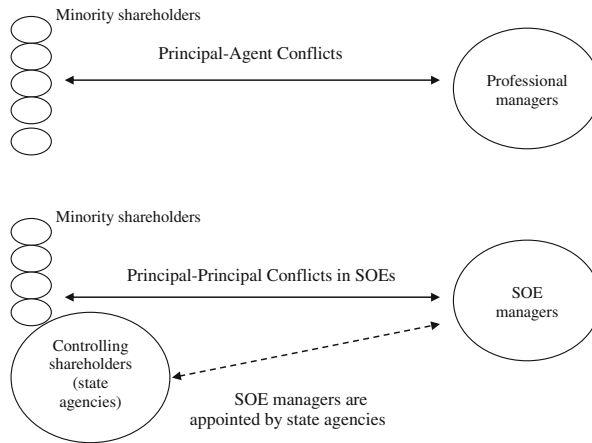 Minority shareholders
Principal-Agent Conflicts
Professional
managers
Minority shareholders
Principal-Principal Conflicts in SOEs
SOE
managers
Controlling
shareholders
(state
agencies)
SOE managers are
appointed by state agencies